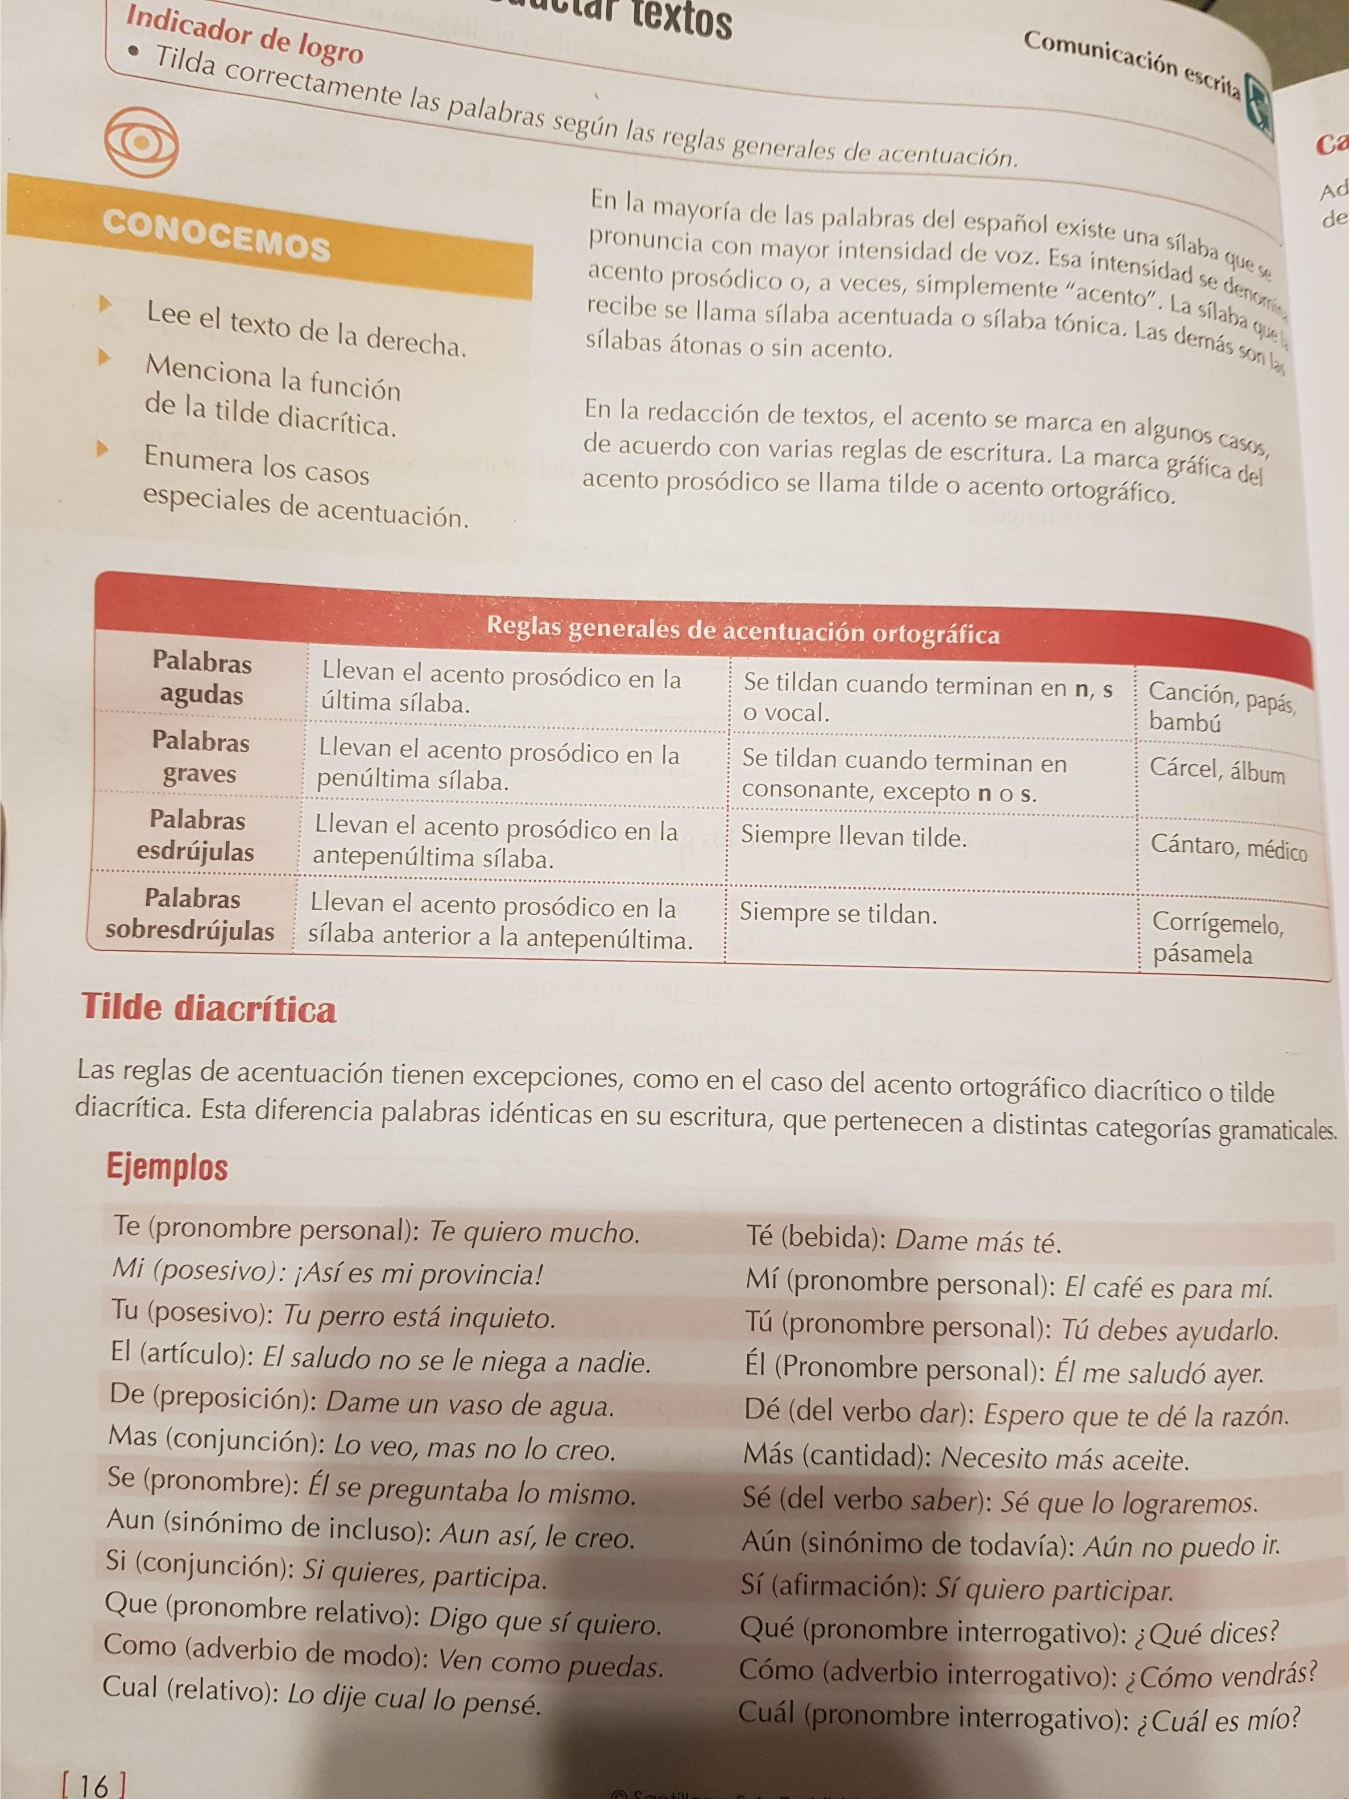 textos
Comunicación escrita
Indicador de logro
• Tilda correctamente las palabras según las reglas generales de acentuación.
CONOCEMOS
Lee el texto de la derecha.
Menciona la función
de la tilde diacrítica.
Enumera los casos
especiales de acentuación.
En la mayoría de las palabras del español existe una sílaba que se
pronuncia con mayor intensidad de voz. Esa intensidad se denomina
acento prosódico o, a veces, simplemente “acento”. La sílaba que la
recibe se llama sílaba acentuada o sílaba tónica. Las demás son las
sílabas átonas o sin acento.
En la redacción de textos, el acento se marca en algunos casos,
de acuerdo con varias reglas de escritura. La marca gráfica del
acento prosódico se llama tilde o acento ortográfico.
Reglas generales de acentuación ortográfica
Palabras
agudas
Llevan el acento prosódico en la
última sílaba.
Se tildan cuando terminan en n, s
o vocal.
Canción, papás,
bambú
Palabras
graves
Llevan el acento prosódico en la
penúltima sílaba.
Se tildan cuando terminan en
consonante, excepto n o s.
Cárcel, álbum
Palabras
esdrújulas
Llevan el acento prosódico en la
antepenúltima sílaba.
Siempre llevan tilde.
Cántaro, médico
Palabras
sobresdrújulas
Llevan el acento prosódico en la
sílaba anterior a la antepenúltima.
Siempre se tildan.
Corrígemelo,
pásamela
Tilde diacrítica
Las reglas de acentuación tienen excepciones, como en el caso del acento ortográfico diacrítico o tilde
diacrítica. Esta diferencia palabras idénticas en su escritura, que pertenecen a distintas categorías gramaticales.
Ejemplos
Te (pronombre personal): Te quiero mucho.
Mi (posesivo): ¡Así es mi provincia!
Tu (posesivo): Tu perro está inquieto.
El (artículo): El saludo no se le niega a nadie.
De (preposición): Dame un vaso de agua.
Mas (conjunción): Lo veo, mas no lo creo.
Se (pronombre): Él se preguntaba lo mismo.
Aun (sinónimo de incluso): Aun así, le creo.
Si (conjunción): Si quieres, participa.
Que (pronombre relativo): Digo que sí quiero.
Como (adverbio de modo): Ven como puedas.
Cual (relativo): Lo dije cual lo pensé.
Té (bebida): Dame más té.
Mí (pronombre personal): El café es para mí.
Tú (pronombre personal): Tú debes ayudarlo.
Él (Pronombre personal): Él me saludó ayer.
Dé (del verbo dar): Espero que te dé la razón.
Más (cantidad): Necesito más aceite.
Sé (del verbo saber): Sé que lo lograremos.
Aún (sinónimo de todavía): Aún no puedo ir.
Sí (afirmación): Sí quiero participar.
Qué (pronombre interrogativo): ¿Qué dices?
Cómo (adverbio interrogativo): ¿Cómo vendrás?
Cuál (pronombre interrogativo): ¿Cuál es mío?
[ 16 ]
Ca
Ad
de